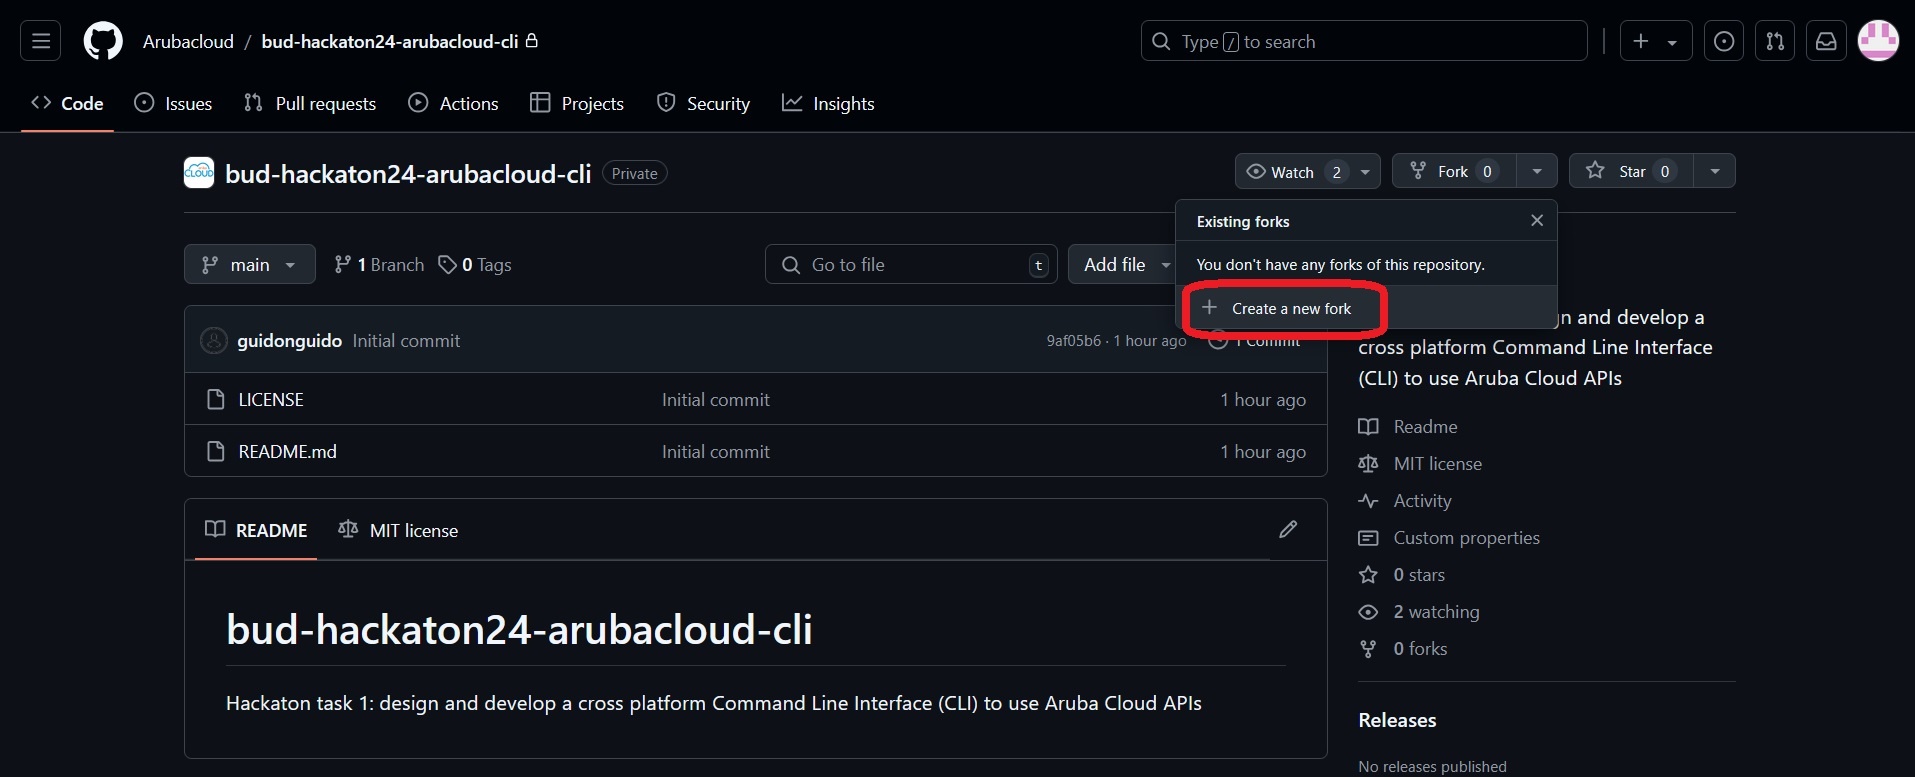 Arubacloud / bud-hackaton24-arubacloud-cli
Type / to search
Code Issues Pull requests Actions Projects Security Insights
CLOUD bud-hackaton24-arubacloud-cli Private
Watch 2 Fork 0 Star 0
Existing forks
You don't have any forks of this repository.
Create a new fork
main 1 Branch 0 Tags
Go to file t
Add file
guidonguido Initial commit 9af05b6 · 1 hour ago 1 Commit
LICENSE Initial commit 1 hour ago
README.md Initial commit 1 hour ago
README MIT license
bud-hackaton24-arubacloud-cli
Hackaton task 1: design and develop a cross platform Command Line Interface (CLI) to use Aruba Cloud APIs
and develop a
cross platform Command Line Interface
(CLI) to use Aruba Cloud APIs
Readme
MIT license
Activity
Custom properties
0 stars
2 watching
0 forks
Releases
No releases published